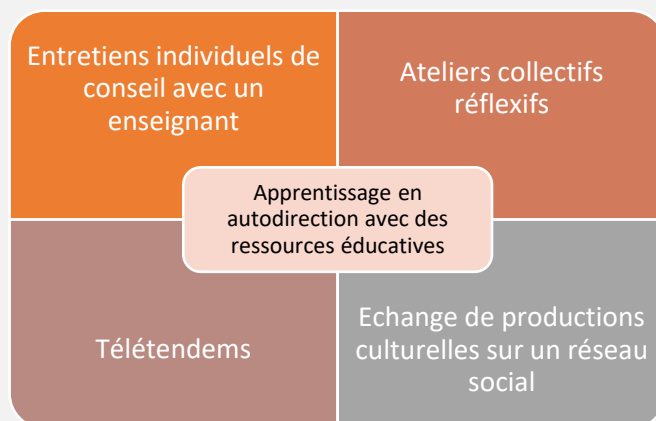 Entretiens individuels de
conseil avec un
enseignant
Ateliers collectifs
réflexifs
Apprentissage en
autodirection avec des
ressources éducatives
Télétendems
Echange de productions
culturelles sur un réseau
social